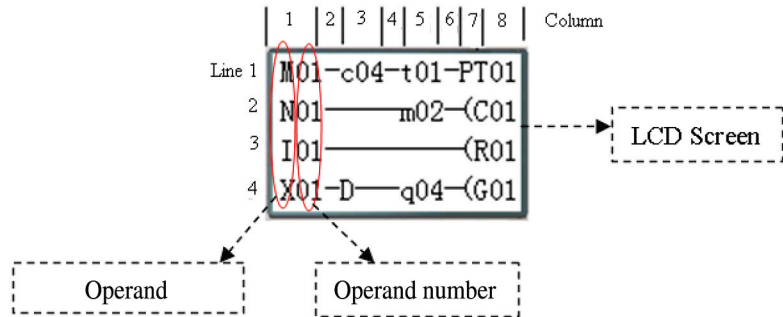 1 2 3 4 5 6 7 8 Column
Line 1 M01-c04-t01-PT01
2 N01———m02-(C01
3 I01—————(R01
4 X01-D——q04-(G01
LCD Screen
Operand
Operand number